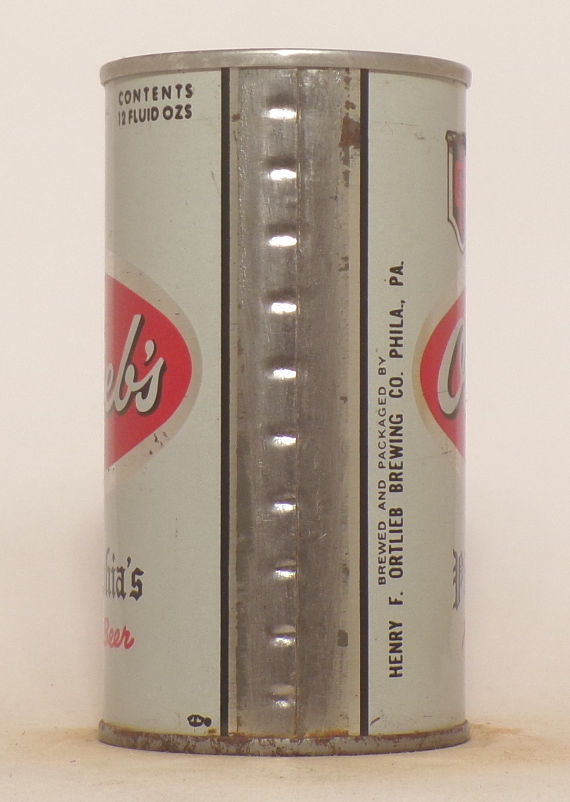 CONTENTS
12 FLUID OZS
eb's
hia's
Beer
BREWED AND PACKAGED BY
HENRY F. ORTLIEB BREWING CO. PHILA., PA.